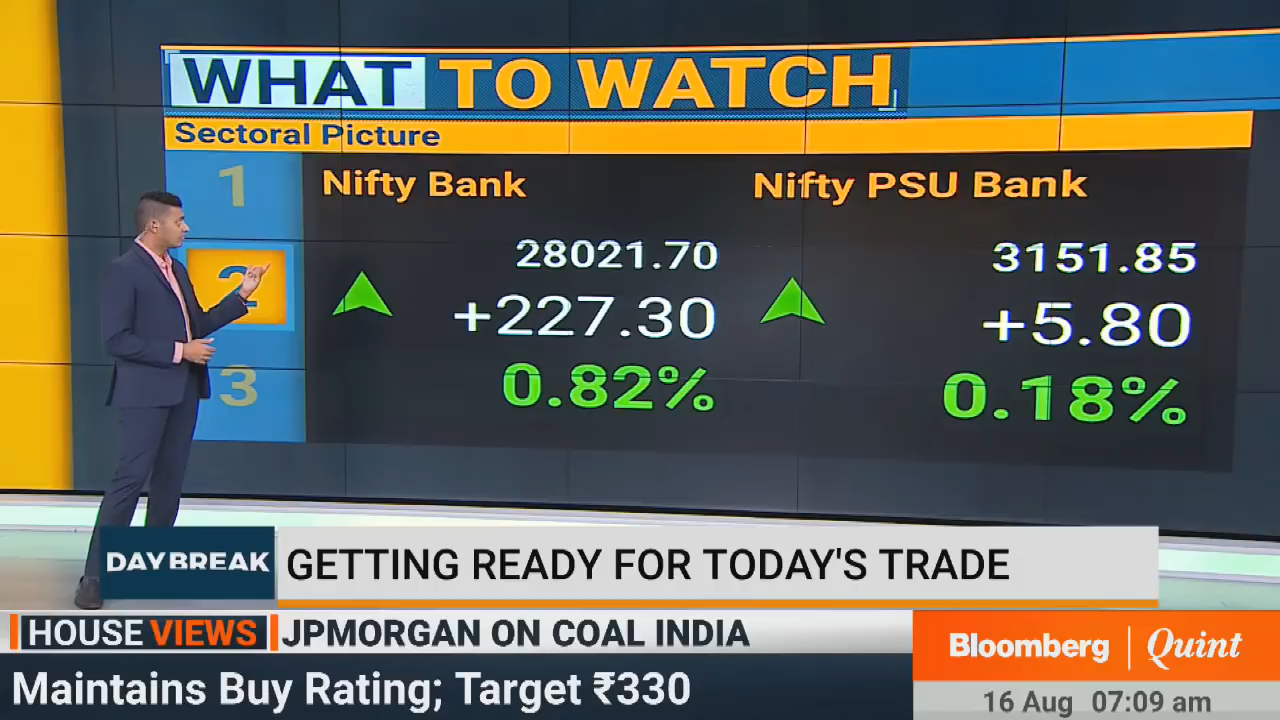 WHAT TO WATCH
Sectoral Picture
1
2
3
Nifty Bank
28021.70
+227.30
0.82%
Nifty PSU Bank
3151.85
+5.80
0.18%
DAYBREAK
GETTING READY FOR TODAY'S TRADE
HOUSE VIEWS
JPMORGAN ON COAL INDIA
Maintains Buy Rating; Target ₹330
Bloomberg | Quint
16 Aug 07:09 am